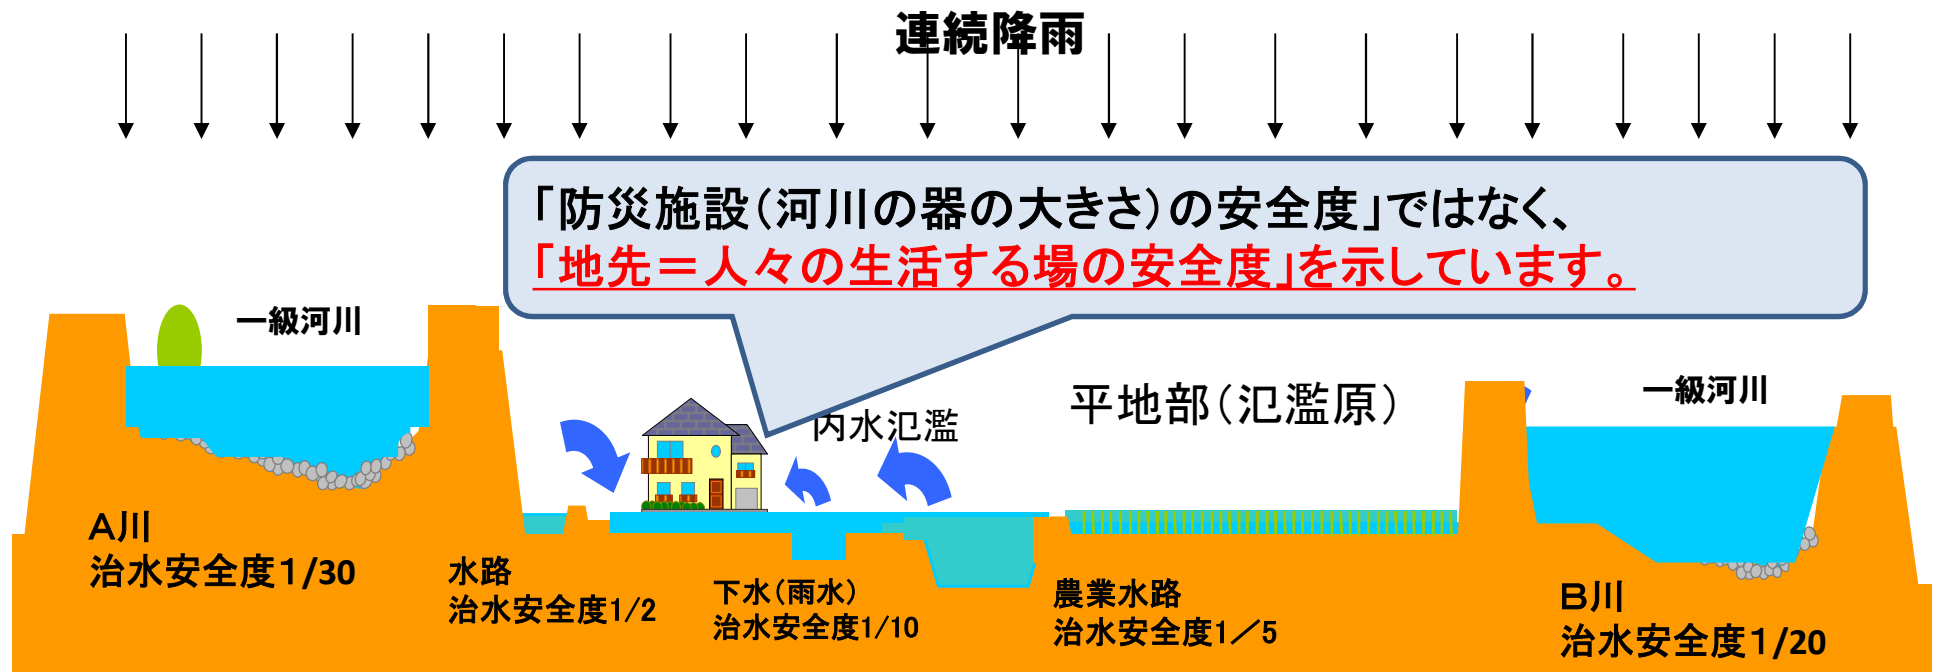 連続降雨
「防災施設(河川の器の大きさ)の安全度」ではなく、
「地先=人々の生活する場の安全度」を示しています。
一級河川
内水氾濫
平地部(氾濫原)
一級河川
A川
治水安全度1/30
水路
治水安全度1/2
下水(雨水)
治水安全度1/10
農業水路
治水安全度1/5
B川
治水安全度1/20